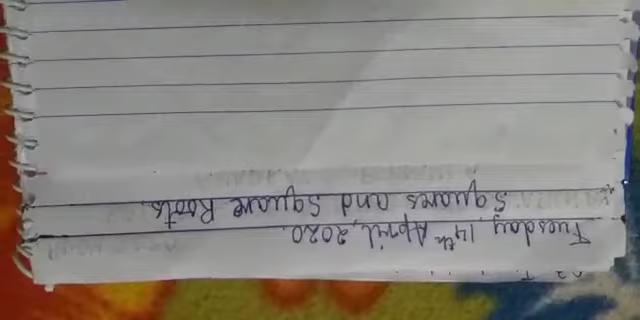 Tuesday, 14th April, 2020.
Squares and Square Roots.